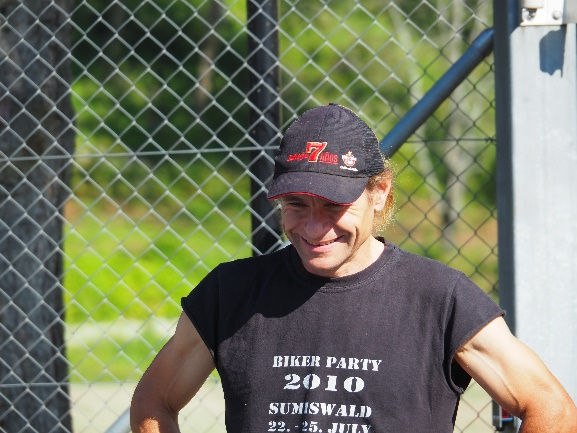 7
BIKER PARTY
2010
SUMISWALD
22. -25. JULY